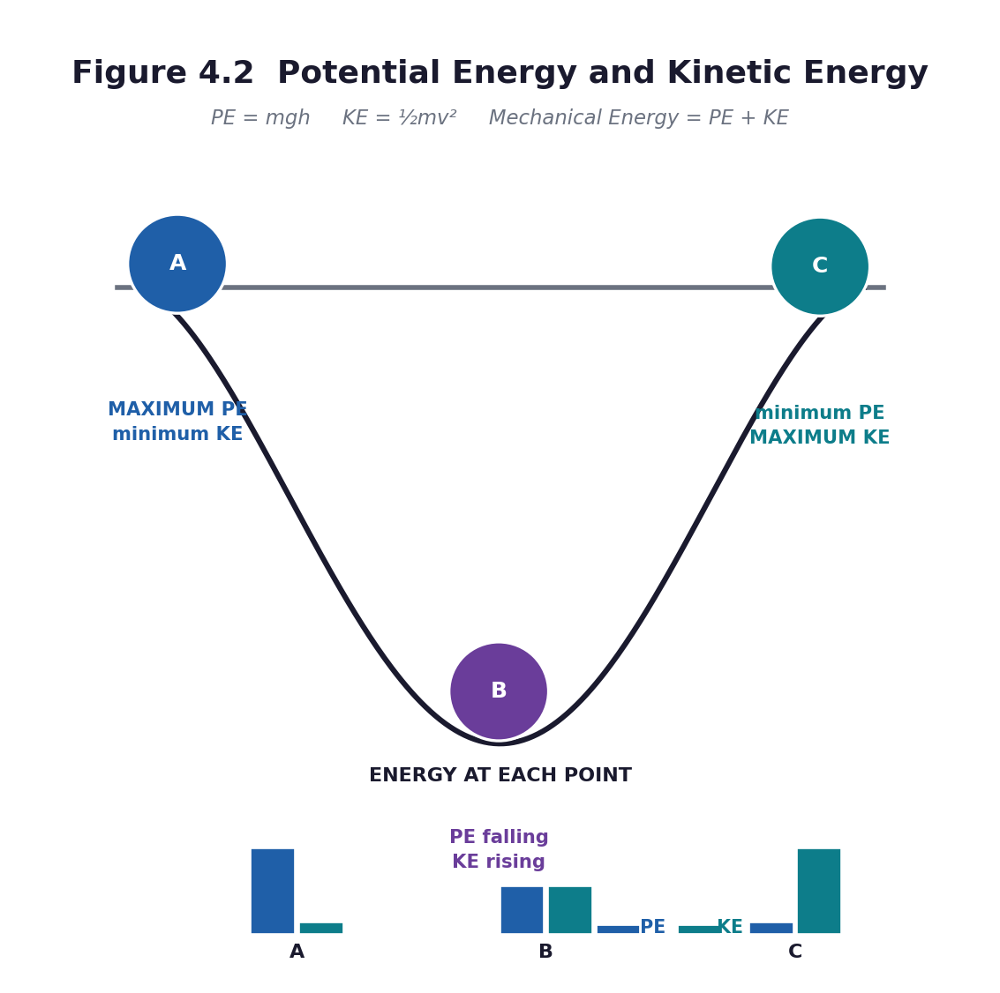 Figure 4.2  Potential Energy and Kinetic Energy
PE = mgh     KE = ½mv²     Mechanical Energy = PE + KE
A
C
MAXIMUM PE
minimum KE
minimum PE
MAXIMUM KE
B
ENERGY AT EACH POINT
PE falling
KE rising
PE
KE
A
B
C